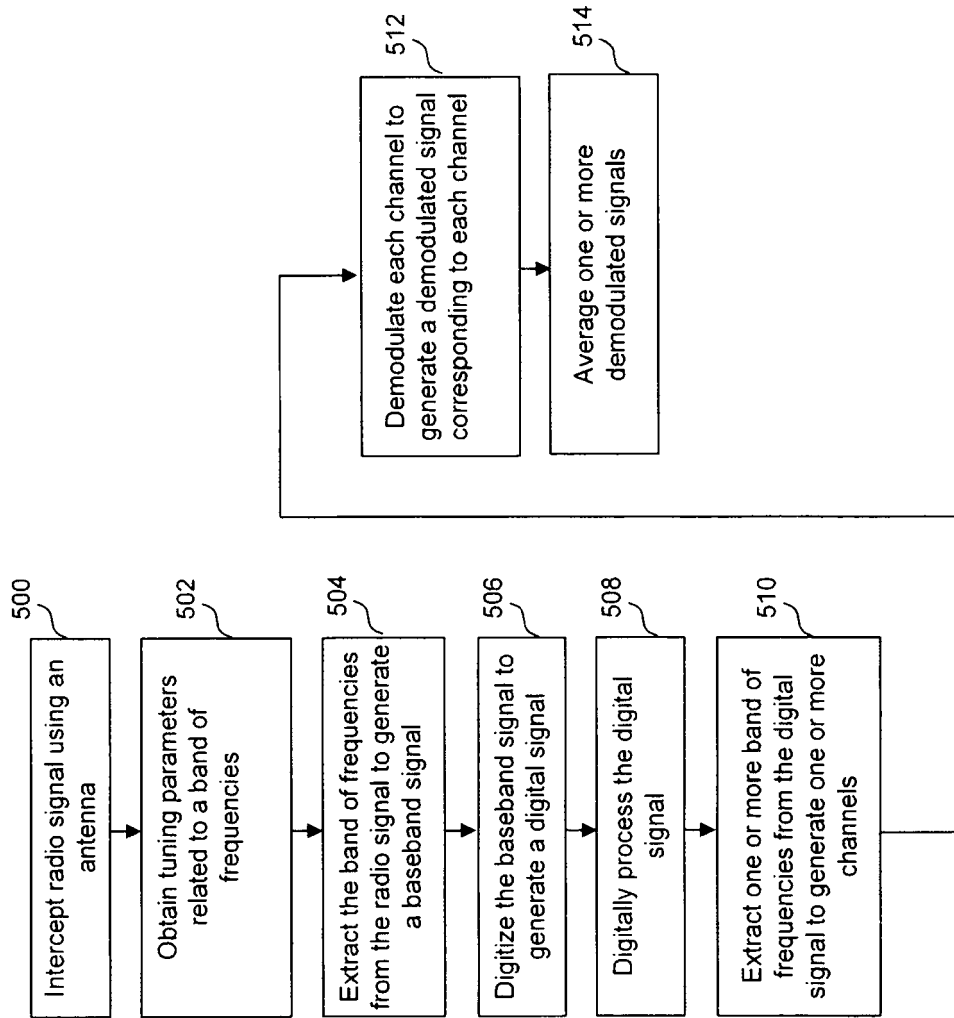 500
Intercept radio signal using an
antenna
502
Obtain tuning parameters
related to a band of
frequencies
504
Extract the band of frequencies
from the radio signal to generate
a baseband signal
506
Digitize the baseband signal to
generate a digital signal
508
Digitally process the digital
signal
510
Extract one or more band of
frequencies from the digital
signal to generate one or more
channels
512
Demodulate each channel to
generate a demodulated signal
corresponding to each channel
514
Average one or more
demodulated signals